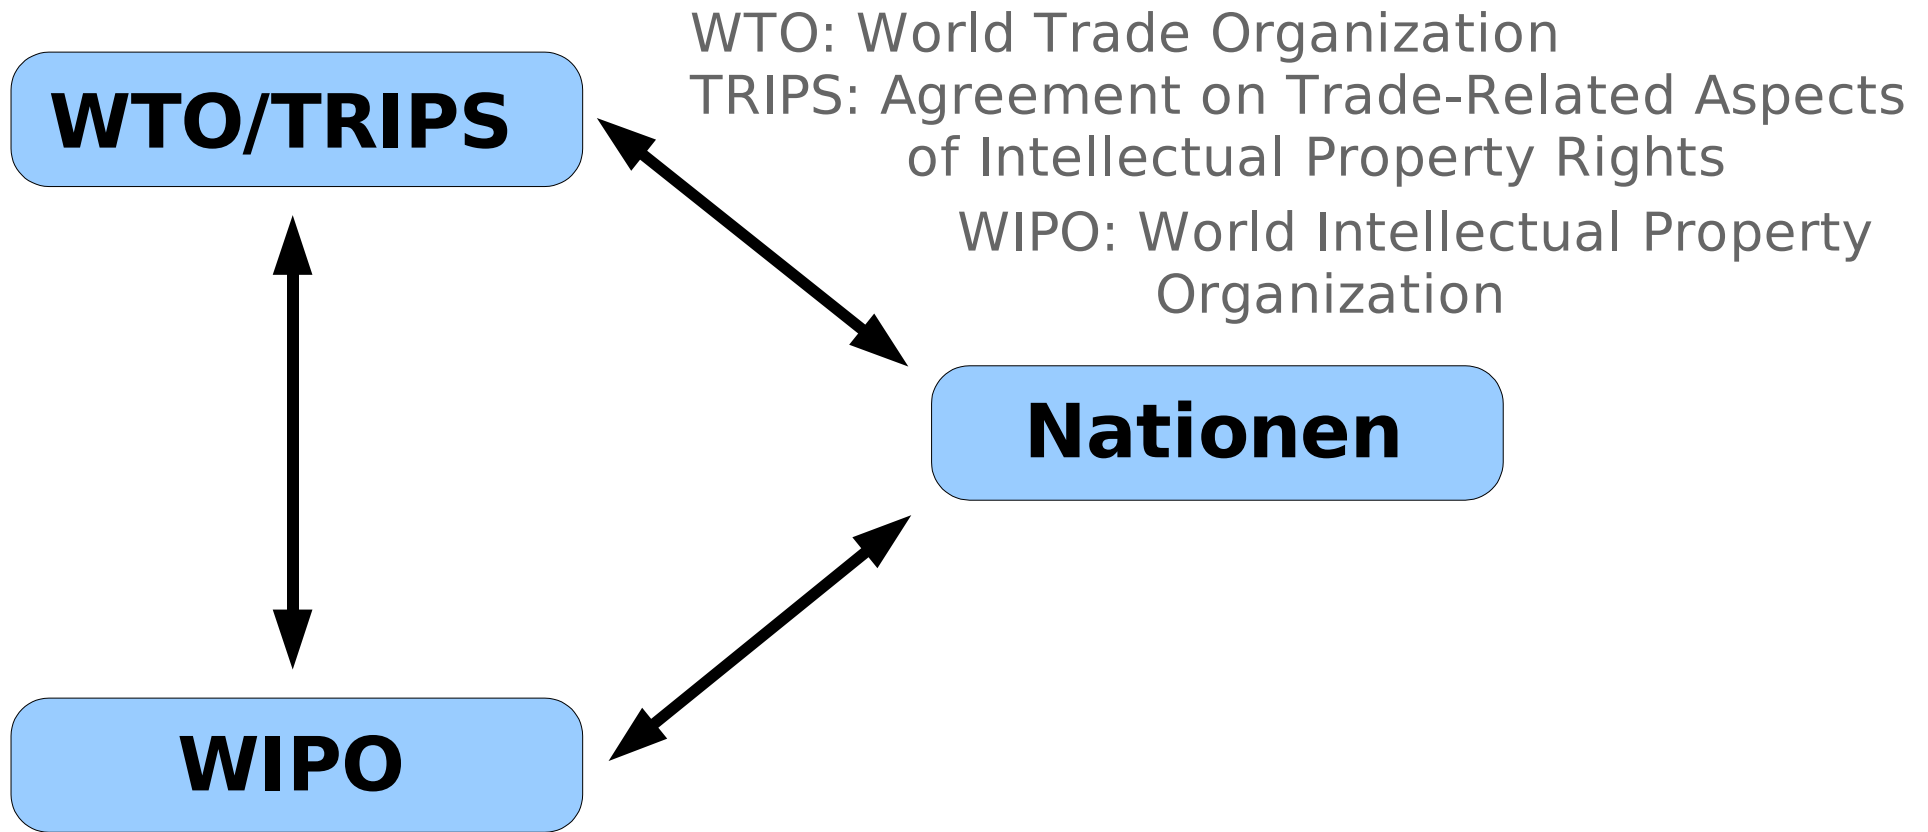 WTO: World Trade Organization
WTO/TRIPS
TRIPS: Agreement on Trade-Related Aspects
of Intellectual Property Rights
WIPO: World Intellectual Property
Organization
Nationen
WIPO